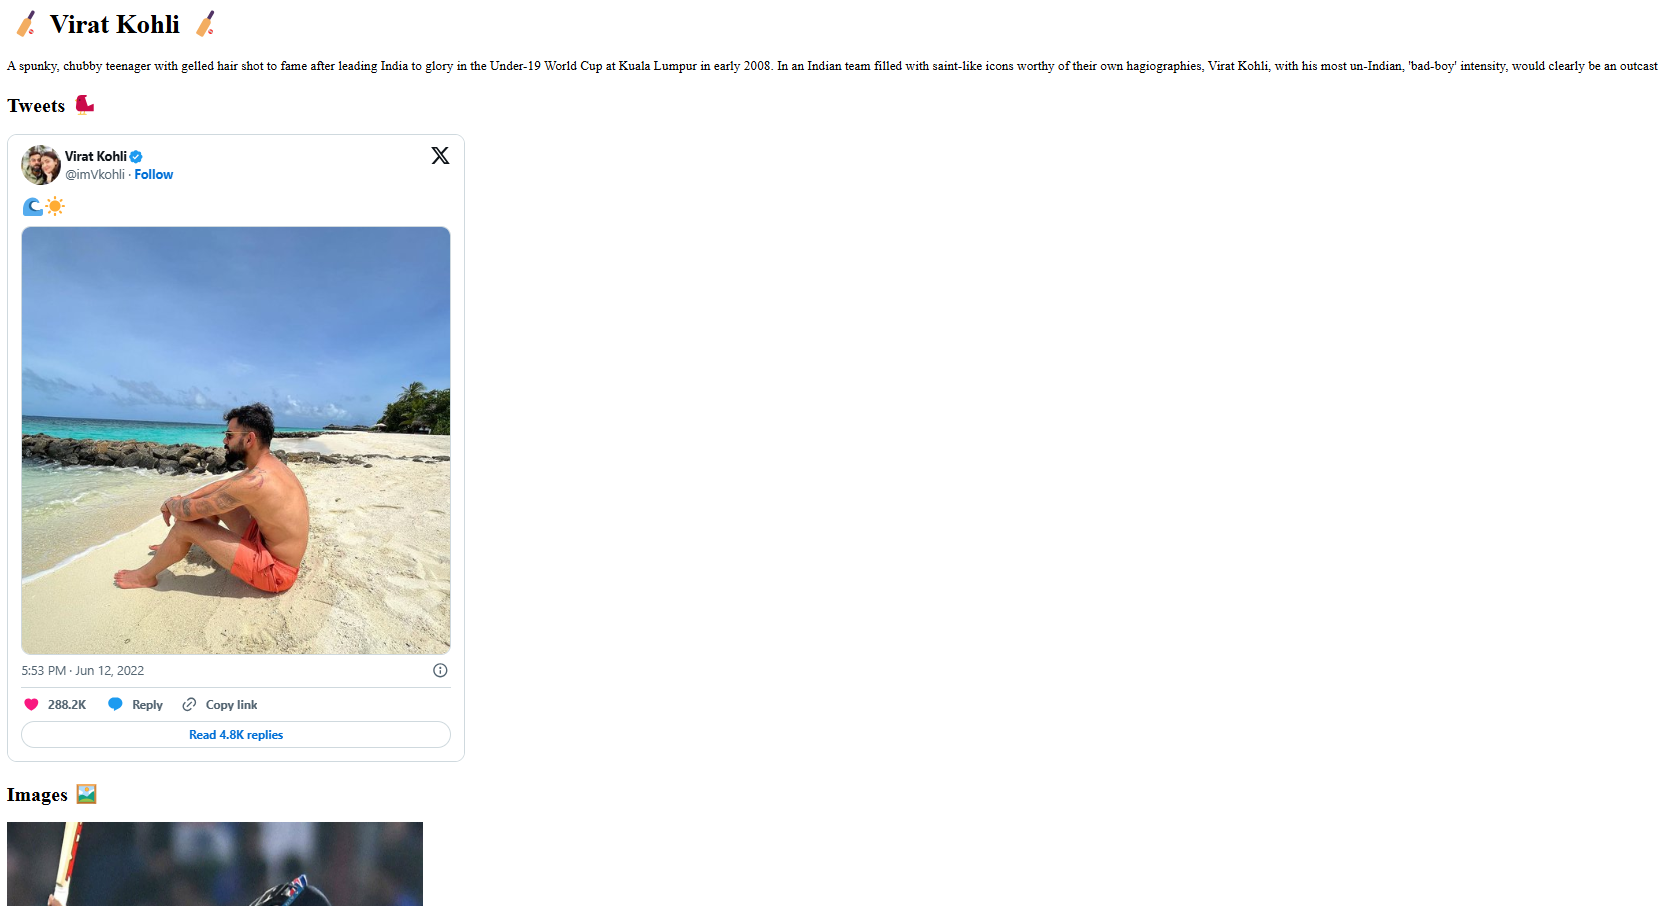 Virat Kohli
A spunky, chubby teenager with gelled hair shot to fame after leading India to glory in the Under-19 World Cup at Kuala Lumpur in early 2008. In an Indian team filled with saint-like icons worthy of their own hagiographies, Virat Kohli, with his most un-Indian, 'bad-boy' intensity, would clearly be an outcast
Tweets
Virat Kohli
@imVkohli · Follow
5:53 PM · Jun 12, 2022
288.2K Reply Copy link
Read 4.8K replies
Images